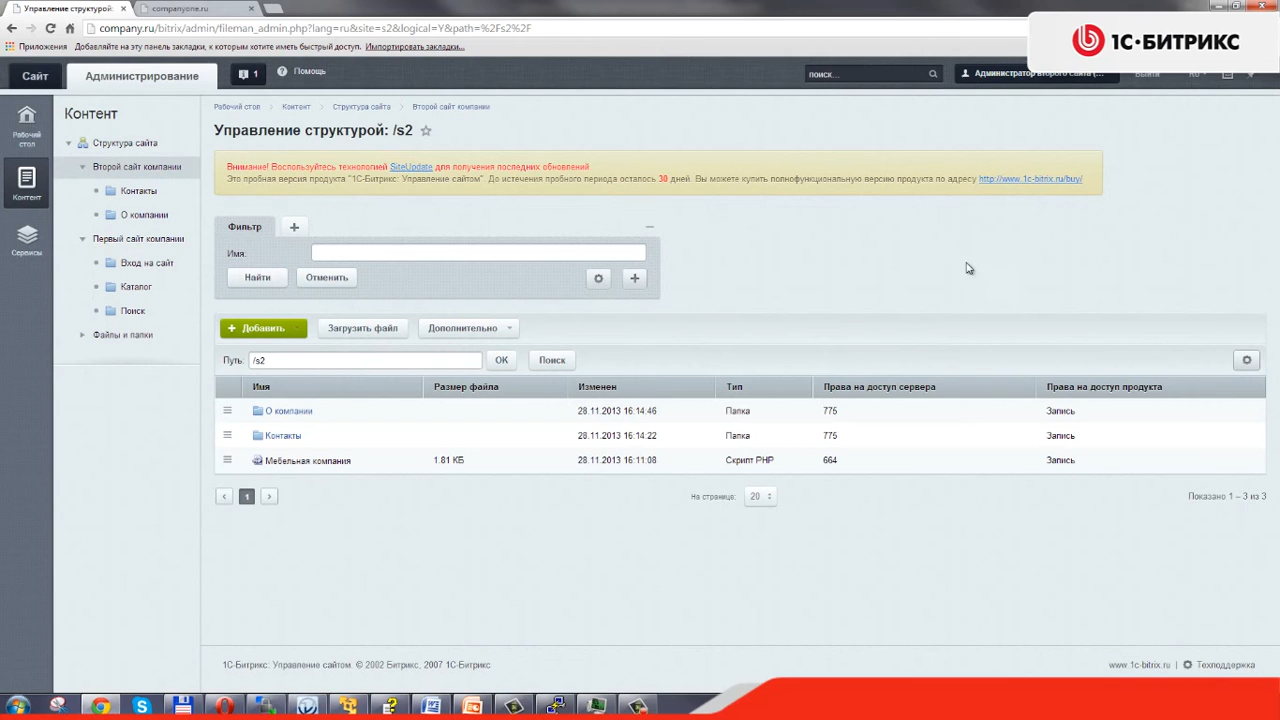 Управление структурой:
companyone.ru
company.ru/bitrix/admin/fileman_admin.php?lang=ru&site=s2&logical=Y&path=%2Fs2%2F
Приложения Добавляйте на эту панель закладки, к которым хотите иметь быстрый доступ. Импортировать закладки...
1С-БИТРИКС
Сайт Администрирование 1 Помощь поиск... Администратор второго сайта (... Выйти
Рабочий стол
Контент
Сервисы
Контент
Структура сайта
Второй сайт компании
Контакты
О компании
Первый сайт компании
Вход на сайт
Каталог
Поиск
Файлы и папки
Рабочий стол Контент Структура сайта Второй сайт компании
Управление структурой: /s2
Внимание! Воспользуйтесь технологией SiteUpdate для получения последних обновлений
Это пробная версия продукта "1С-Битрикс: Управление сайтом". До истечения пробного периода осталось 30 дней. Вы можете купить полнофункциональную версию продукта по адресу http://www.1c-bitrix.ru/buy/
Фильтр
Имя:
Найти Отменить
Добавить Загрузить файл Дополнительно
Путь: /s2 OK Поиск
Имя Размер файла Изменен Тип Права на доступ сервера Права на доступ продукта
О компании 28.11.2013 16:14:46 Папка 775 Запись
Контакты 28.11.2013 16:14:22 Папка 775 Запись
Мебельная компания 1.81 КБ 28.11.2013 16:11:08 Скрипт PHP 664 Запись
1 На странице: 20 Показано 1 – 3 из 3
1С-Битрикс: Управление сайтом. © 2002 Битрикс, 2007 1С-Битрикс www.1c-bitrix.ru Техподдержка